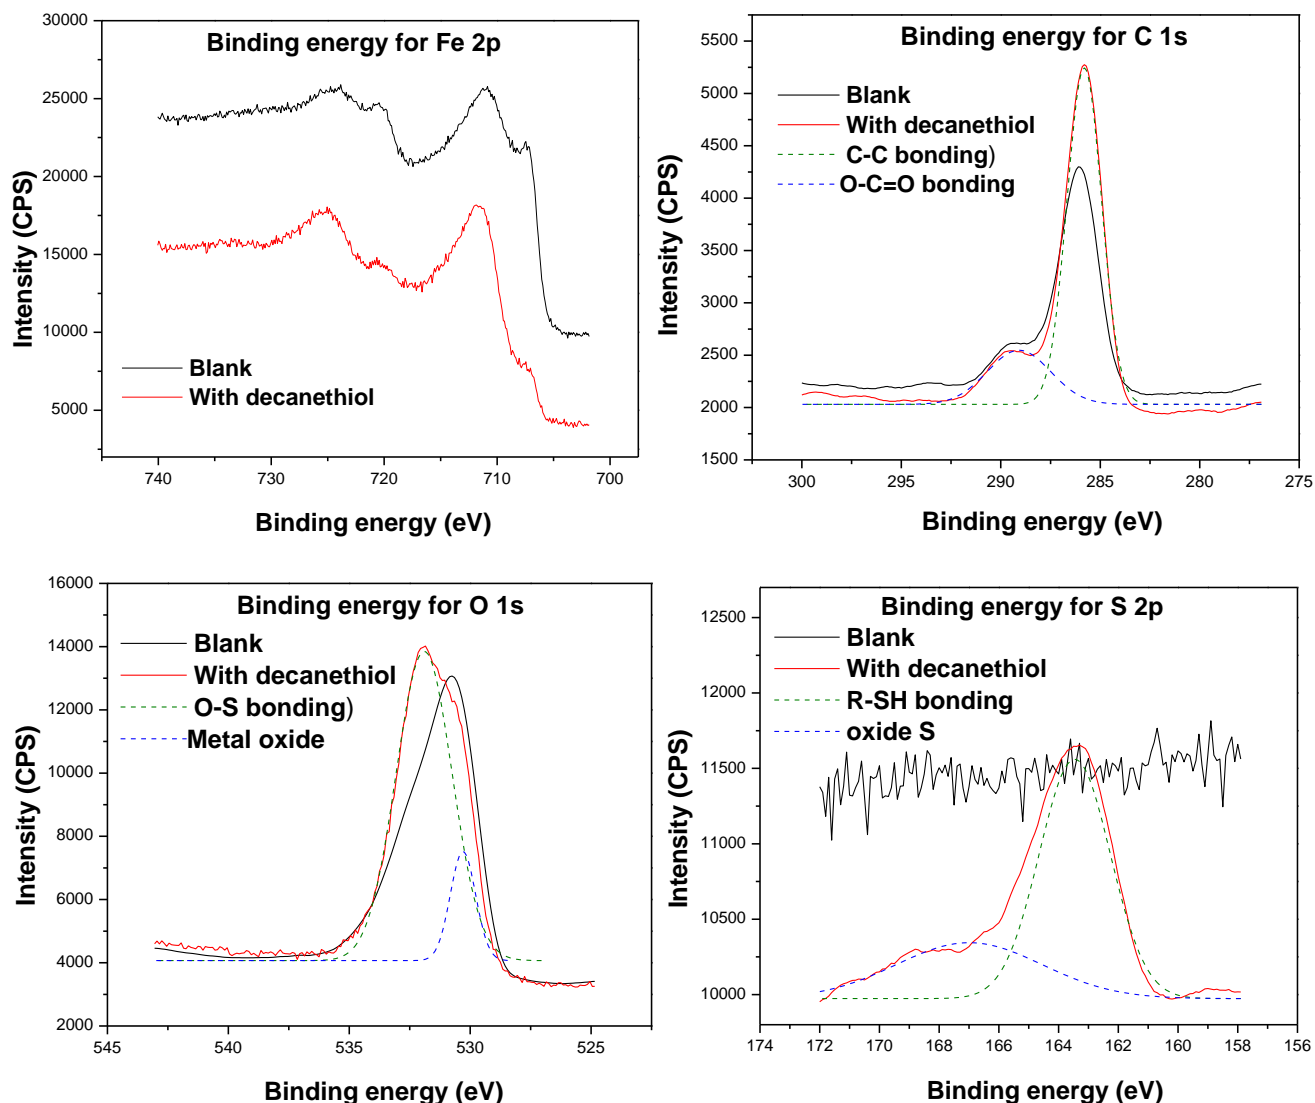 Binding energy for Fe 2p
30000
25000
20000
15000
10000
5000
Intensity (CPS)
Blank
With decanethiol
740
730
720
710
700
Binding energy (eV)
Binding energy for C 1s
5500
5000
4500
4000
3500
3000
2500
2000
1500
Intensity (CPS)
Blank
With decanethiol
C-C bonding)
O-C=O bonding
300
295
290
285
280
275
Binding energy (eV)
Binding energy for O 1s
16000
14000
12000
10000
8000
6000
4000
2000
Intensity (CPS)
Blank
With decanethiol
O-S bonding)
Metal oxide
545
540
535
530
525
Binding energy (eV)
Binding energy for S 2p
12500
12000
11500
11000
10500
10000
Intensity (CPS)
Blank
With decanethiol
R-SH bonding
oxide S
174
172
170
168
166
164
162
160
158
156
Binding energy (eV)